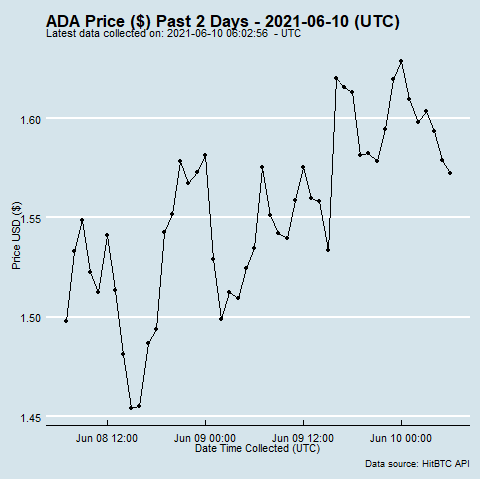 ADA Price ($) Past 2 Days - 2021-06-10 (UTC)
Latest data collected on: 2021-06-10 06:02:56 - UTC
1.60
1.55
1.50
1.45
Price USD ($)
Jun 08 12:00 Jun 09 00:00 Jun 09 12:00 Jun 10 00:00
Date Time Collected (UTC)
Data source: HitBTC API